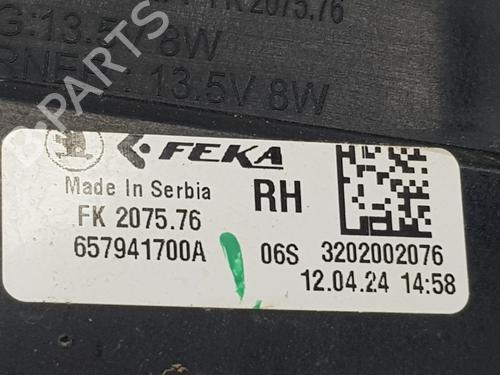 FK 2075.76
G:13.5V 8W
RNER : 13.5V 8W
FEKA
Made In Serbia
RH
FK 2075.76
657941700A
06S 3202002076
12.04.24 14:58